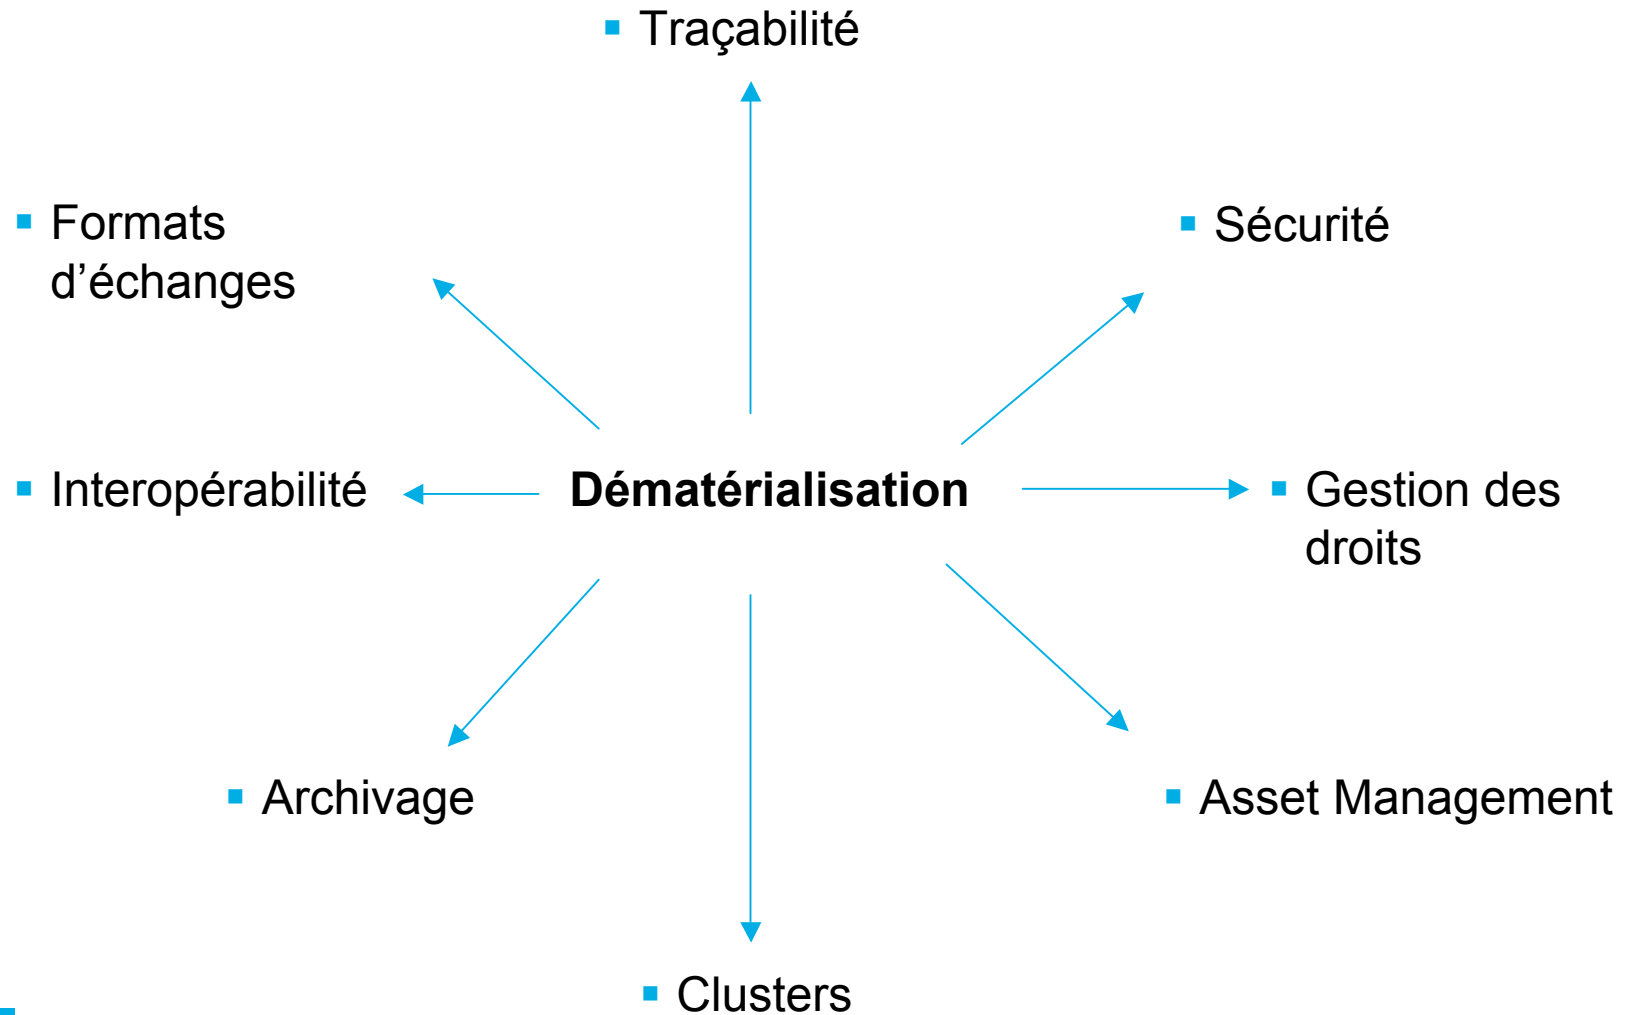 ▪ Traçabilité
▪ Formats
d’échanges
▪ Sécurité
▪ Interopérabilité
Dématérialisation
▪ Gestion des
droits
▪ Archivage
▪ Asset Management
▪ Clusters